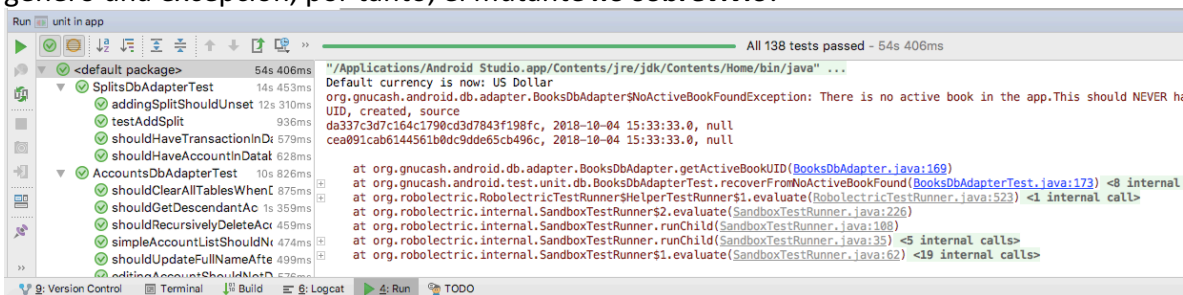 genero una excepción, por tanto, el mutante no sobrevivió.
Run unit in app
All 138 tests passed - 54s 406ms
<default package> 54s 406ms
SplitsDbAdapterTest 14s 453ms
addingSplitShouldUnset 12s 310ms
testAddSplit 936ms
shouldHaveTransactionInDa 579ms
shouldHaveAccountInDatab 628ms
AccountsDbAdapterTest 10s 826ms
shouldClearAllTablesWhenD 875ms
shouldGetDescendantAc 1s 359ms
shouldRecursivelyDeleteAcc 459ms
simpleAccountListShouldNo 474ms
shouldUpdateFullNameAfte 499ms
"/Applications/Android Studio.app/Contents/jre/jdk/Contents/Home/bin/java" ...
Default currency is now: US Dollar
org.gnucash.android.db.adapter.BooksDbAdapter$NoActiveBookFoundException: There is no active book in the app.This should NEVER ha
UID, created, source
da337c3d7c164c1790cd3d7843f198fc, 2018-10-04 15:33:33.0, null
cea091cab6144561b0dc9dde65cb496c, 2018-10-04 15:33:33.0, null
at org.gnucash.android.db.adapter.BooksDbAdapter.getActiveBookUID(BooksDbAdapter.java:169)
at org.gnucash.android.test.unit.db.BooksDbAdapterTest.recoverFromNoActiveBookFound(BooksDbAdapterTest.java:173) <8 internal
at org.robolectric.RobolectricTestRunner$HelperTestRunner$1.evaluate(RobolectricTestRunner.java:523) <1 internal call>
at org.robolectric.internal.SandboxTestRunner$2.evaluate(SandboxTestRunner.java:226)
at org.robolectric.internal.SandboxTestRunner.runChild(SandboxTestRunner.java:108)
at org.robolectric.internal.SandboxTestRunner.runChild(SandboxTestRunner.java:35) <5 internal calls>
at org.robolectric.internal.SandboxTestRunner$1.evaluate(SandboxTestRunner.java:62) <19 internal calls>
9: Version Control Terminal Build 6: Logcat 4: Run TODO